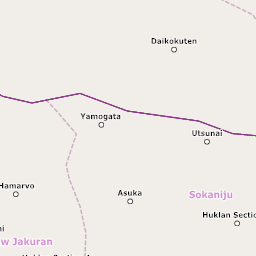 Daikokuten
Yamogata
Utsunai
Hamarvo
Asuka
Sokaniju
Huklan Sectio
w Jakuran